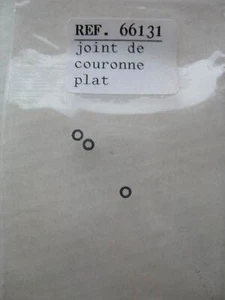 REF. 66131
joint de
couronne
plat